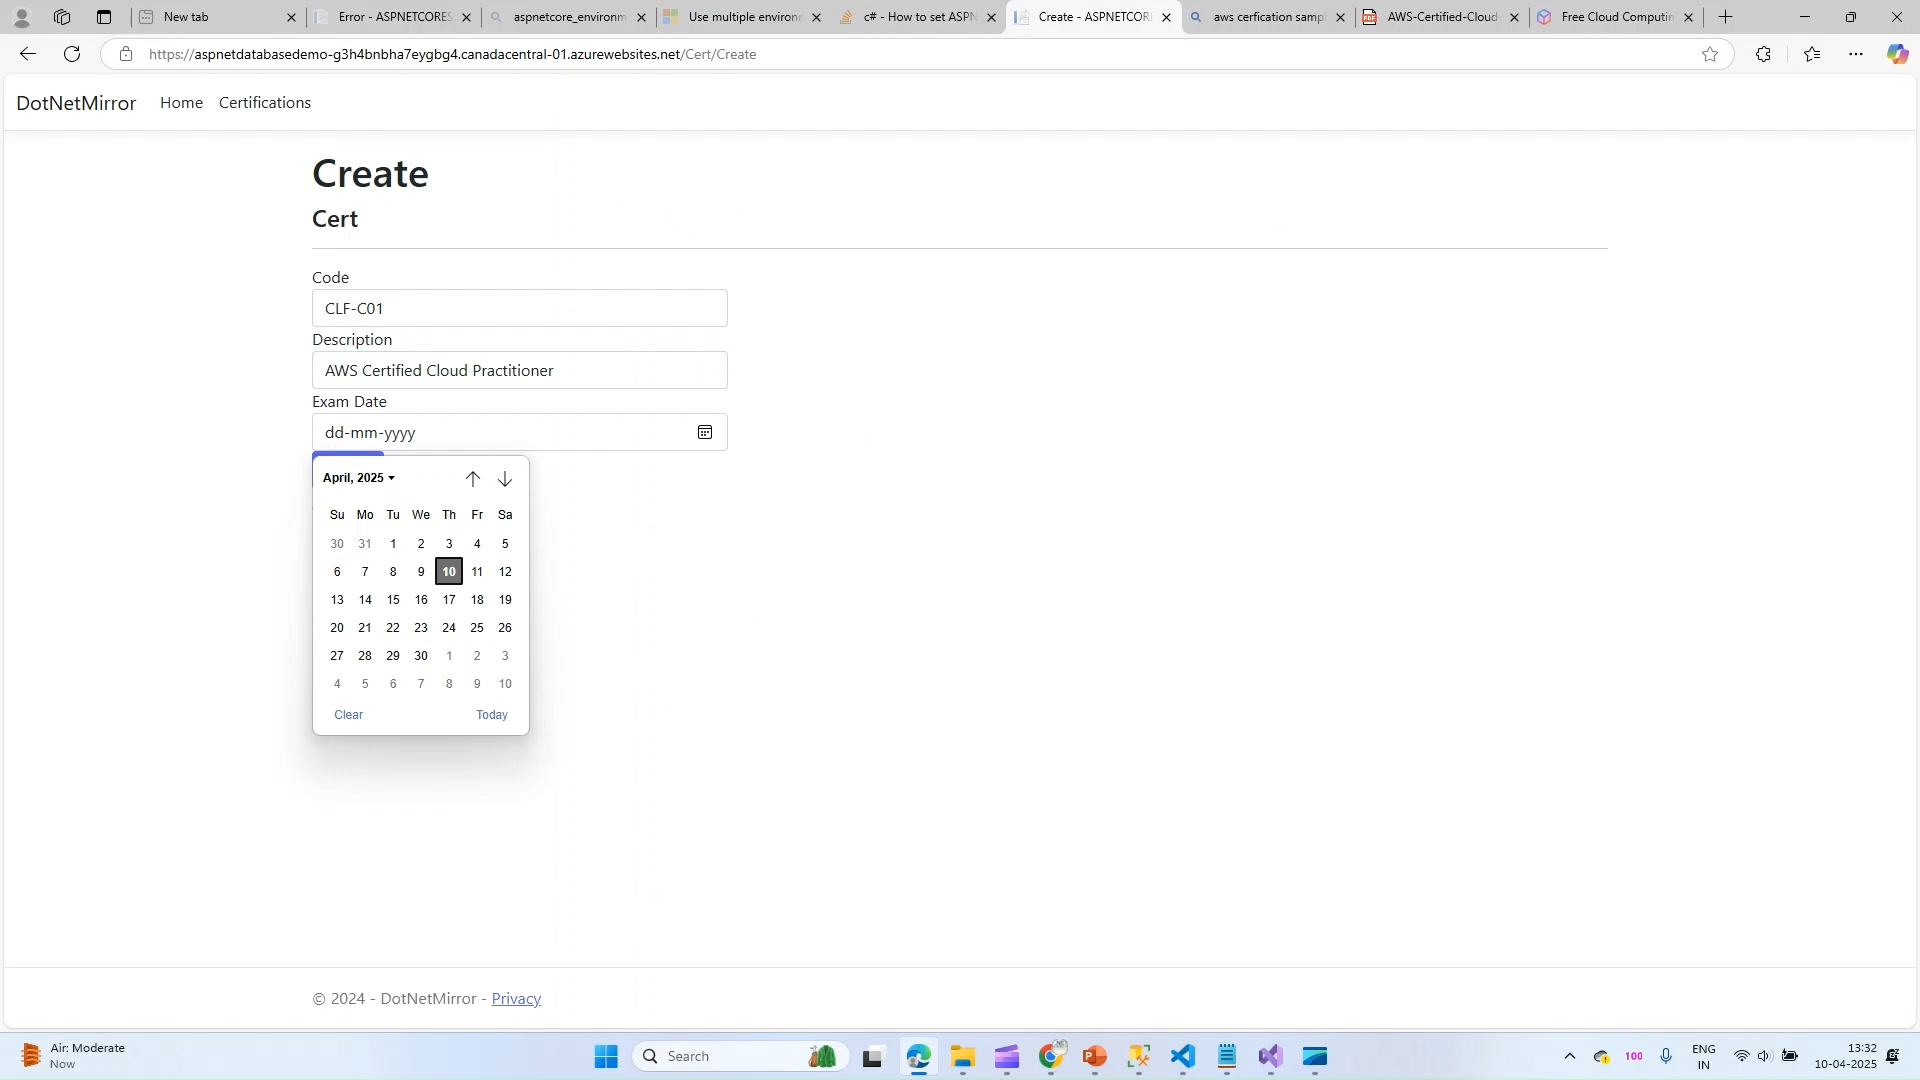 New tab
Error - ASPNETCORES
aspnetcore_environm
Use multiple environ
c# - How to set ASPN
Create - ASPNETCORE
aws cerfication sampl
AWS-Certified-Cloud
Free Cloud Computin
https://aspnetdatabasedemo-g3h4bnbha7eygbg4.canadacentral-01.azurewebsites.net/Cert/Create
DotNetMirror Home Certifications
Create
Cert
Code
CLF-C01
Description
AWS Certified Cloud Practitioner
Exam Date
dd-mm-yyyy
April, 2025
Su Mo Tu We Th Fr Sa
30 31 1 2 3 4 5
6 7 8 9 10 11 12
13 14 15 16 17 18 19
20 21 22 23 24 25 26
27 28 29 30 1 2 3
4 5 6 7 8 9 10
Clear Today
© 2024 - DotNetMirror - Privacy
Air: Moderate
Now
Search
100
ENG
IN
13:32
10-04-2025